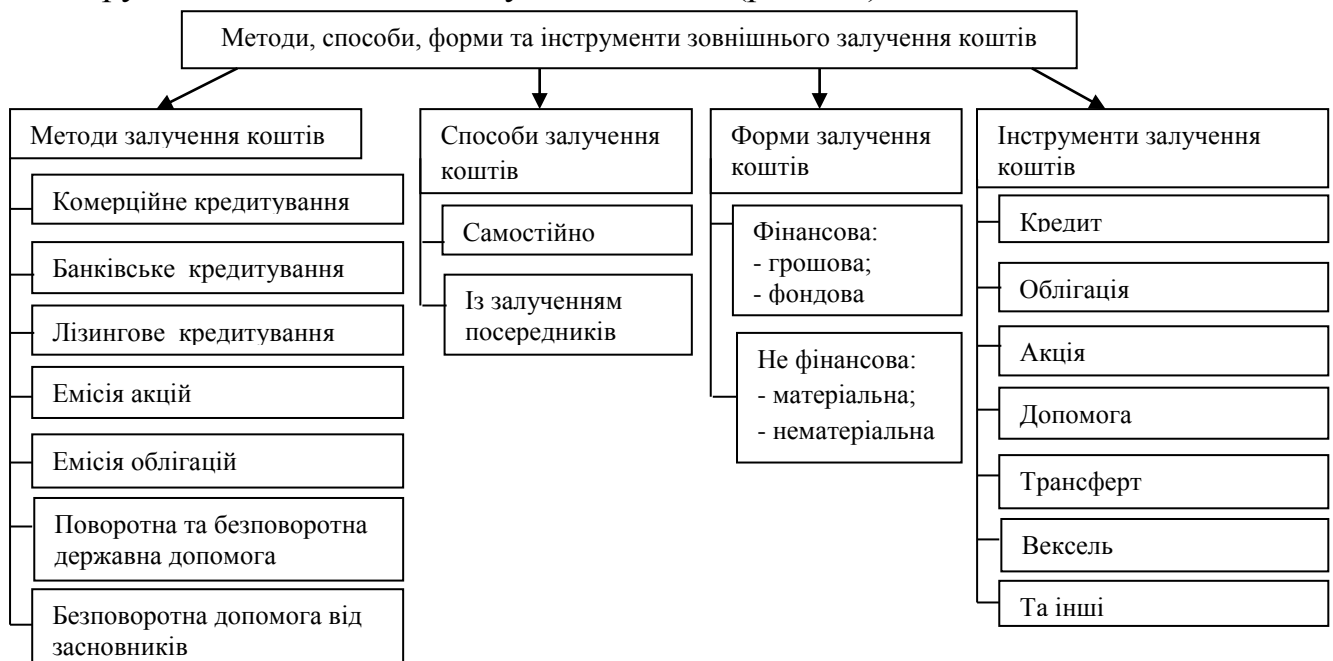 Методи, способи, форми та інструменти зовнішнього залучення коштів
Методи залучення коштів
Комерційне кредитування
Банківське кредитування
Лізингове кредитування
Емісія акцій
Емісія облігацій
Поворотна та безповоротна
державна допомога
Безповоротна допомога від
засновників
Способи залучення
коштів
Самостійно
Із залученням
посередників
Форми залучення
коштів
Фінансова:
- грошова;
- фондова
Не фінансова:
- матеріальна;
- нематеріальна
Інструменти залучення
коштів
Кредит
Облігація
Акція
Допомога
Трансферт
Вексель
Та інші